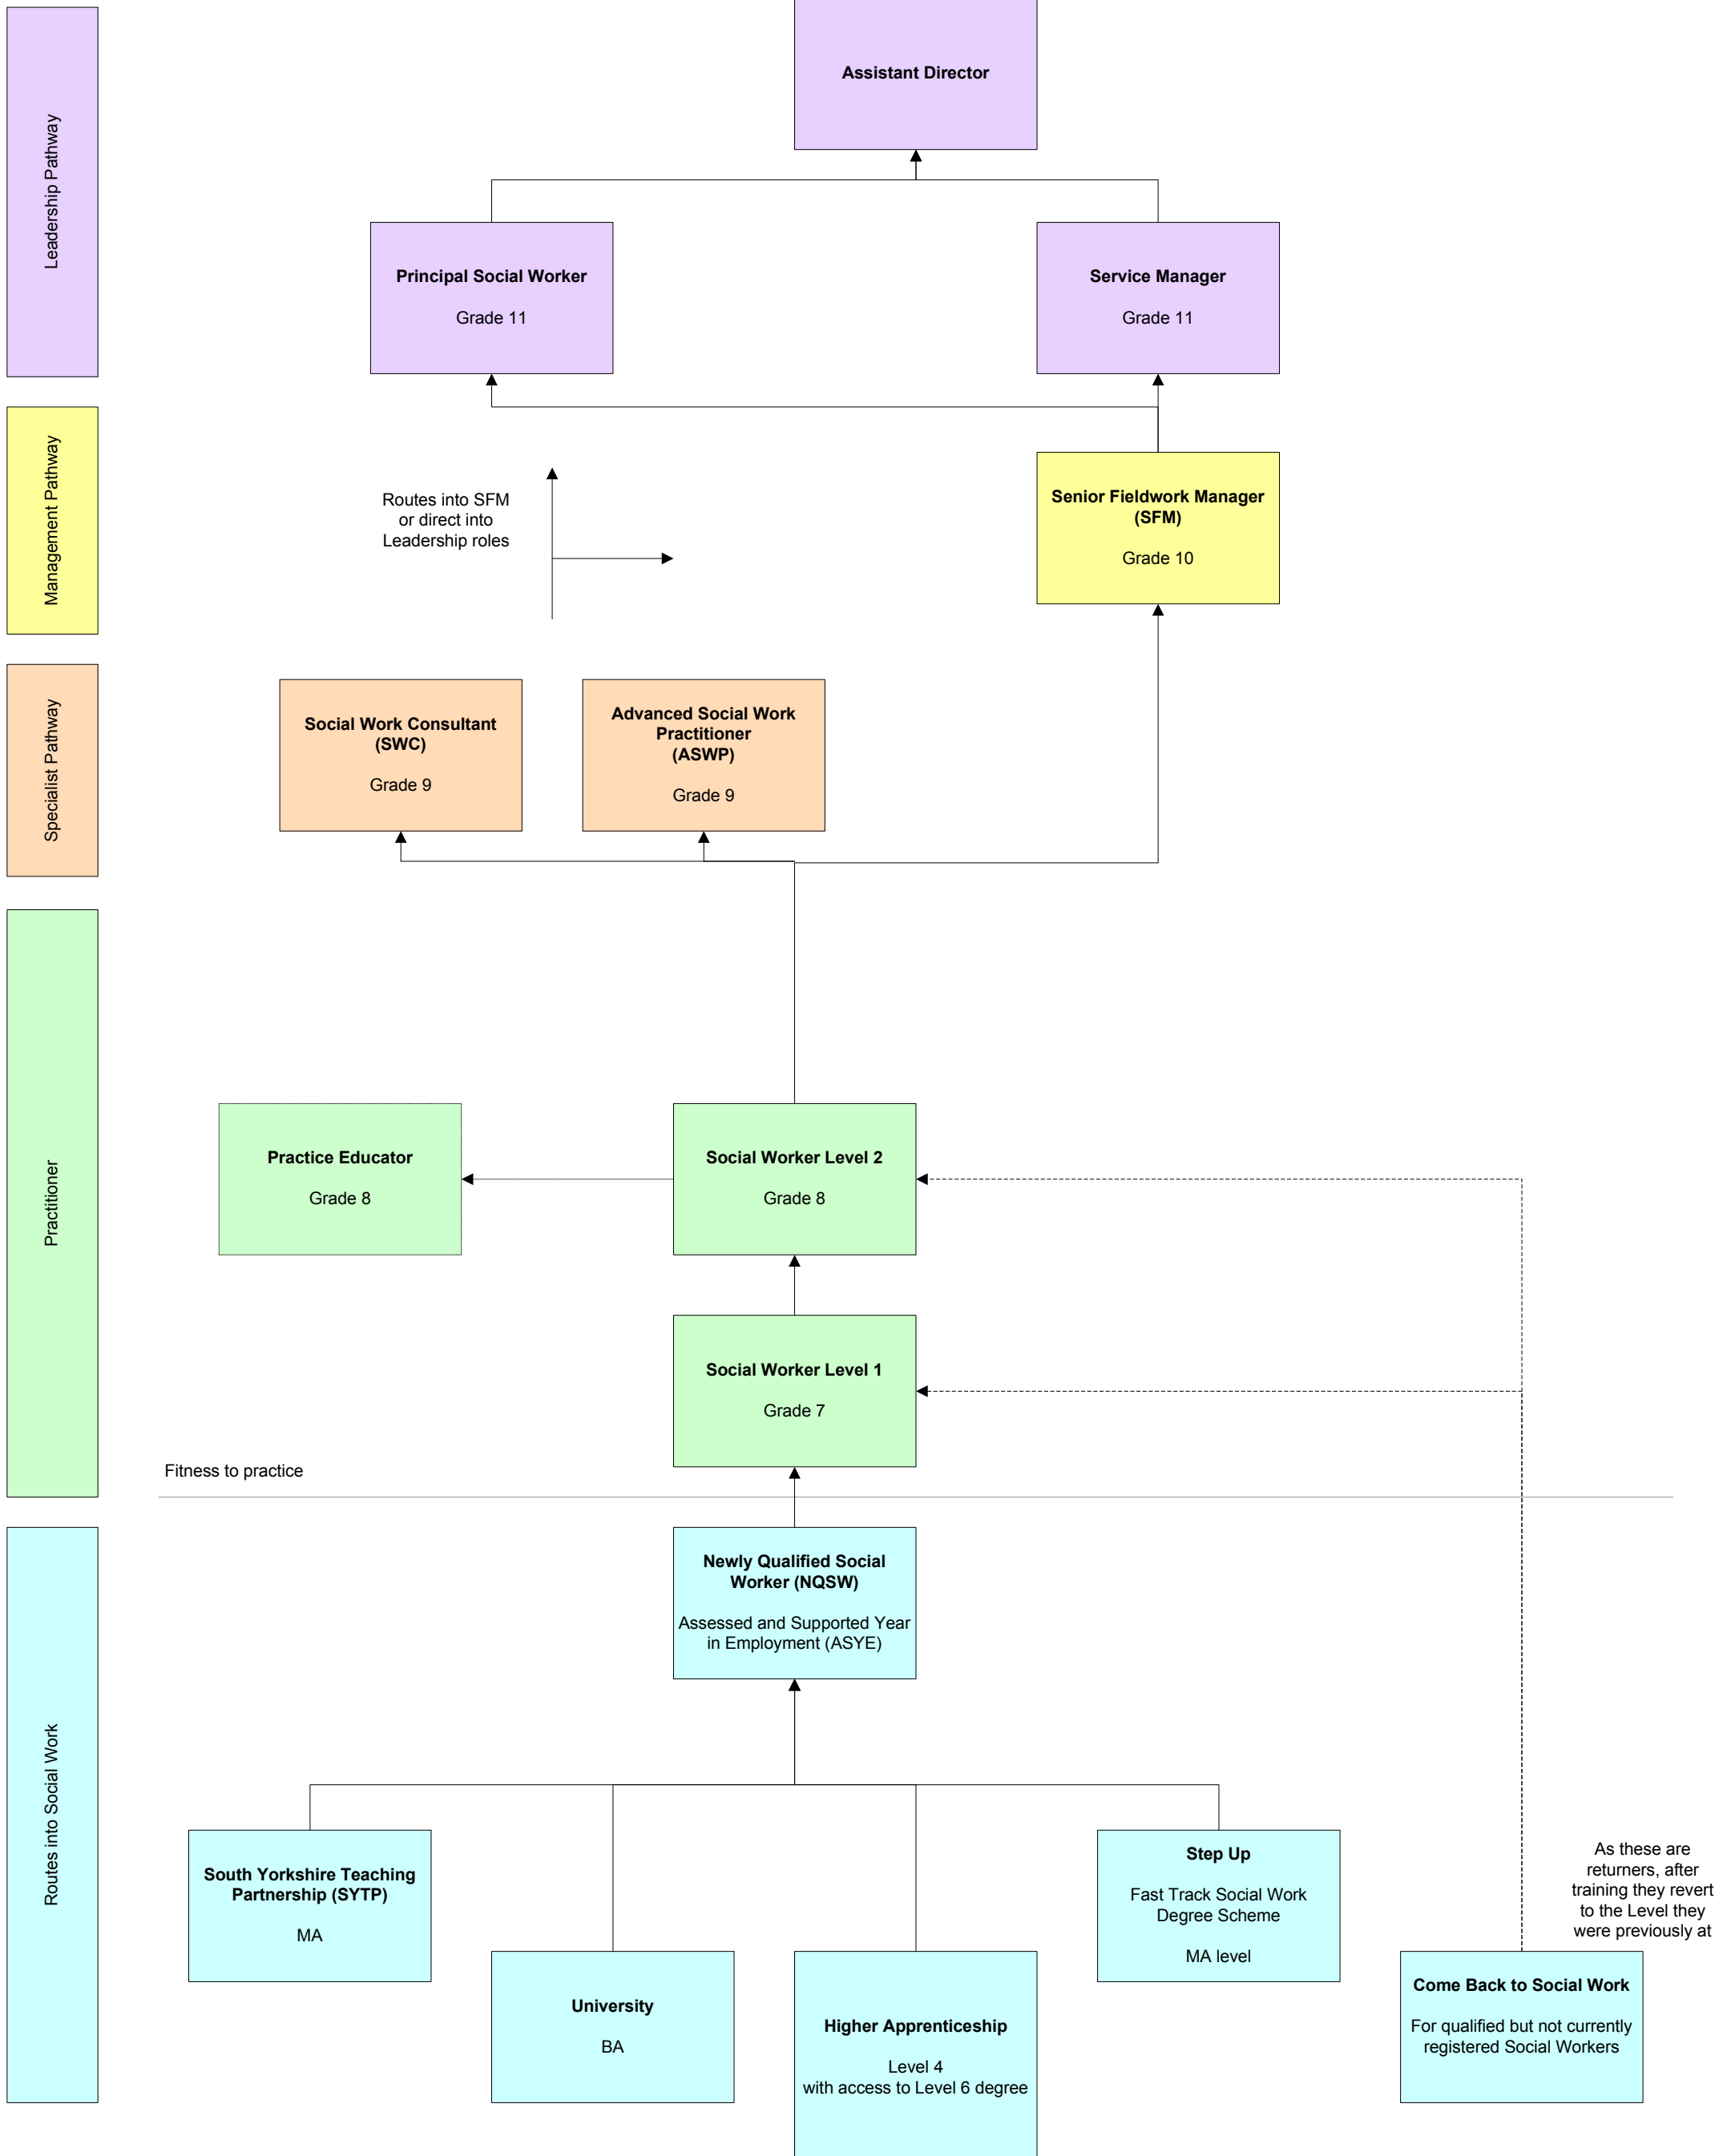 Leadership Pathway
Assistant Director
Principal Social Worker
Grade 11
Service Manager
Grade 11
Management Pathway
Routes into SFM
or direct into
Leadership roles
Senior Fieldwork Manager
(SFM)
Grade 10
Specialist Pathway
Social Work Consultant
(SWC)
Grade 9
Advanced Social Work
Practitioner
(ASWP)
Grade 9
Practitioner
Practice Educator
Grade 8
Social Worker Level 2
Grade 8
Social Worker Level 1
Grade 7
Fitness to practice
Routes into Social Work
Newly Qualified Social
Worker (NQSW)
Assessed and Supported Year
in Employment (ASYE)
South Yorkshire Teaching
Partnership (SYTP)
MA
University
BA
Higher Apprenticeship
Level 4
with access to Level 6 degree
Step Up
Fast Track Social Work
Degree Scheme
MA level
As these are
returners, after
training they revert
to the Level they
were previously at
Come Back to Social Work
For qualified but not currently
registered Social Workers